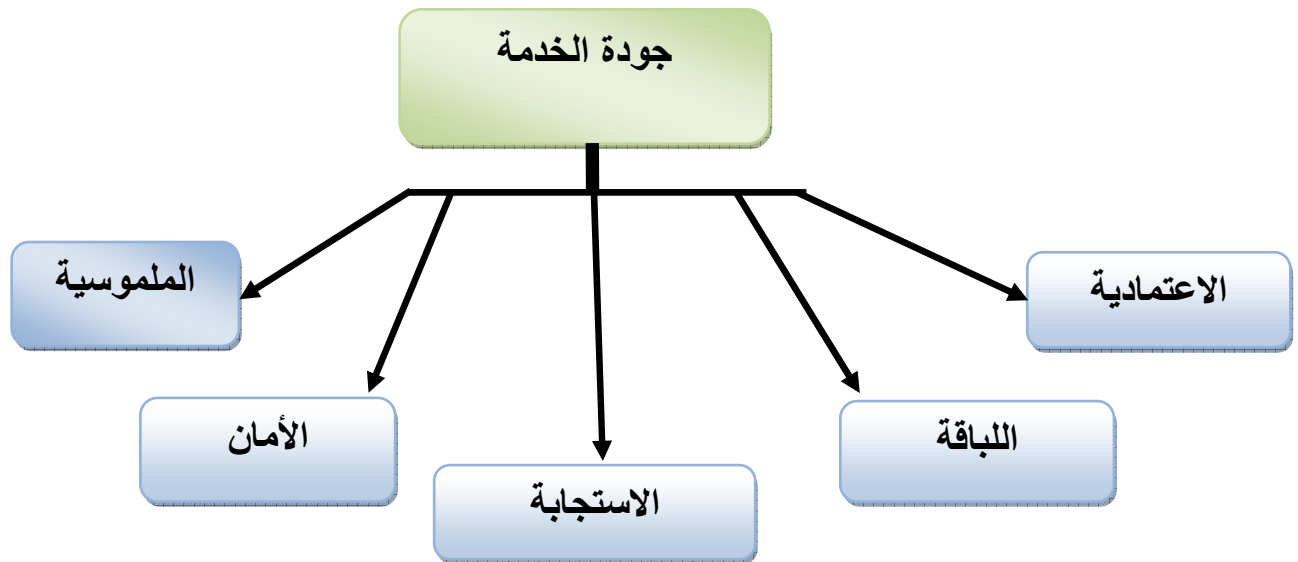 جودة الخدمة
الاعتمادية
اللباقة
الاستجابة
الأمان
الملموسية